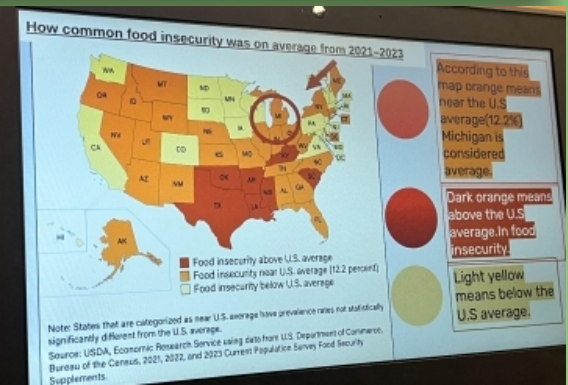 How common food insecurity was on average from 2021–2023
WA
OR
ID
MT
ND
MN
SD
WY
NV
UT
CA
CO
NE
IA
KS
MO
AZ
NM
OK
AR
TX
LA
MS
AL
GA
FL
TN
KY
NC
SC
VA
WV
PA
NY
ME
MI
MA
CT
HI
AK
Food insecurity above U.S. average
Food insecurity near U.S. average (12.2 percent)
Food insecurity below U.S. average
Note: States that are categorized as near U.S. average have prevalence rates not statistically
significantly different from the U.S. average.
Source: USDA, Economic Research Service using data from U.S. Department of Commerce,
Bureau of the Census, 2021, 2022, and 2023 Current Population Survey Food Security
Supplements.
According to this
map orange means
near the U.S
average(12.2%)
Michigan is
considered
average.
Dark orange means
above the U.S
average.In food
insecurity.
Light yellow
means below the
U.S average.